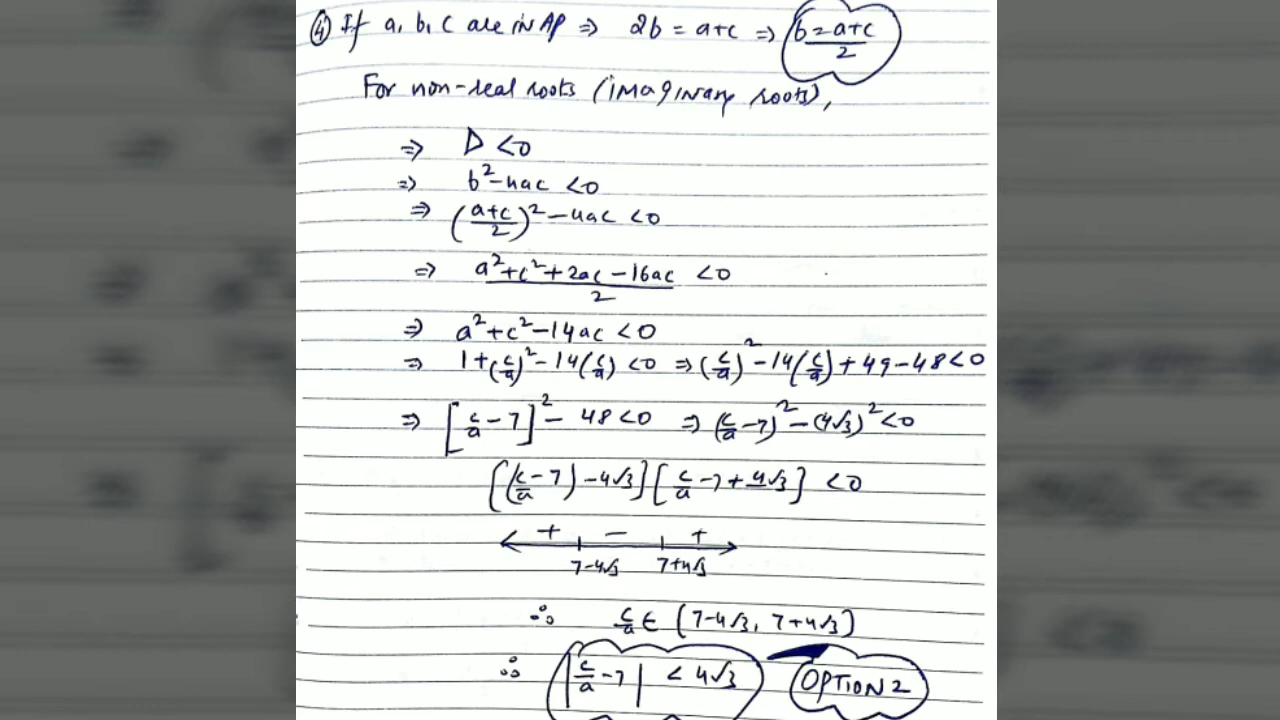 ④ If a, b, c are in AP ⇒ 2b = a+c ⇒ b = a+c/2
For non-real roots (imaginary roots),
⇒ D < 0
⇒ b² - 4ac < 0
⇒ (a+c/2)² - 4ac < 0
⇒ a² + c² + 2ac - 16ac / 2 < 0
⇒ a² + c² - 14ac < 0
⇒ 1 + (c/a)² - 14(c/a) < 0 ⇒ (c/a)² - 14(c/a) + 49 - 48 < 0
⇒ [c/a - 7]² - 48 < 0 ⇒ (c/a - 7)² - (4√3)² < 0
[(c/a - 7) - 4√3] [c/a - 7 + 4√3] < 0
+ - +
7-4√3 7+4√3
∴ c/a ∈ (7-4√3, 7+4√3)
∴ |c/a - 7| < 4√3 OPTION 2